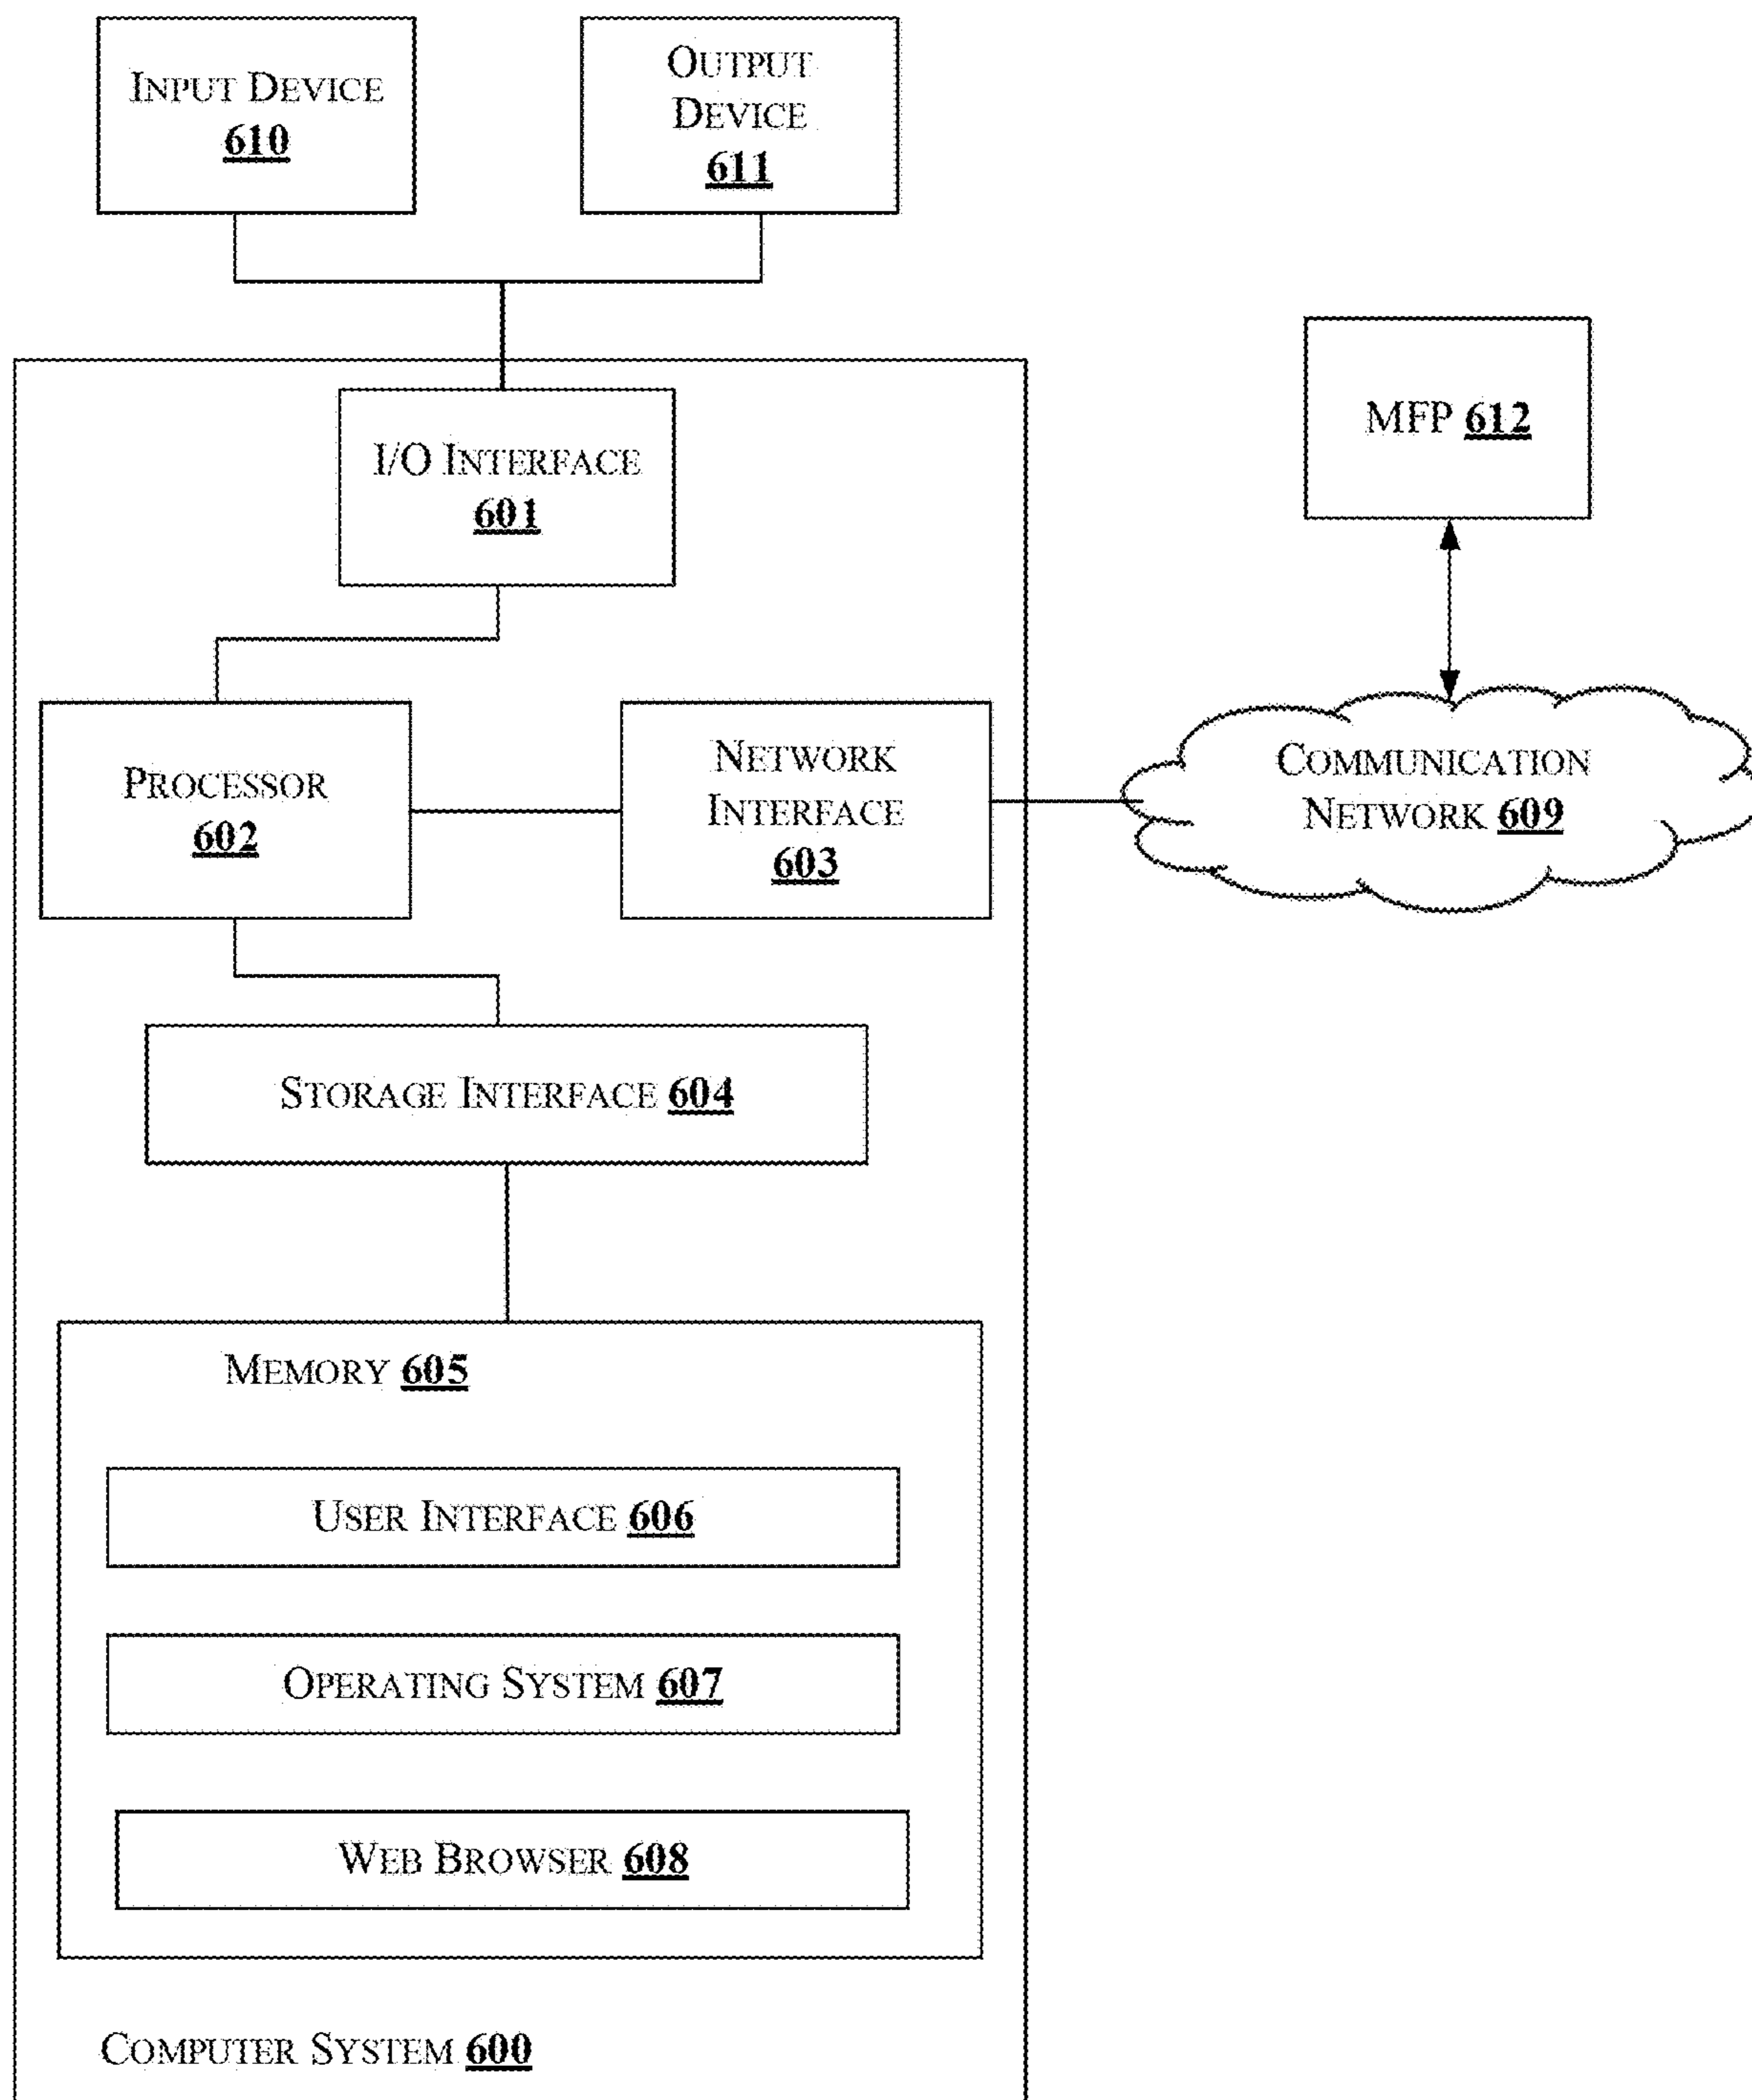 INPUT DEVICE
610
OUTPUT
DEVICE
611
I/O INTERFACE
601
MFP 612
PROCESSOR
602
NETWORK
INTERFACE
603
COMMUNICATION
NETWORK 609
STORAGE INTERFACE 604
MEMORY 605
USER INTERFACE 606
OPERATING SYSTEM 607
WEB BROWSER 608
COMPUTER SYSTEM 600